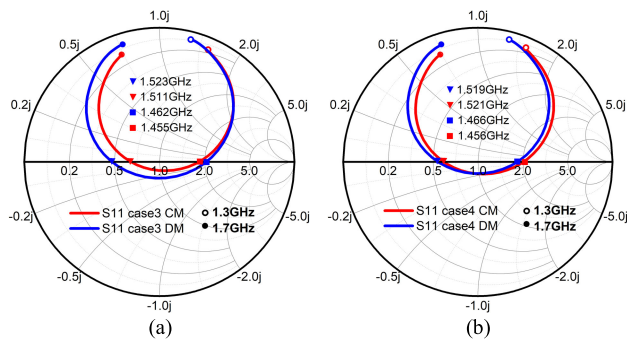 1.0j
0.5j
2.0j
1.523GHz
1.511GHz
0.2j
1.462GHz
5.0j
1.455GHz
0.2
0.5
1.0
2.0
5.0
-0.2j
S11 case3 CM
1.3GHz
-5.0j
S11 case3 DM
1.7GHz
-0.5j
-2.0j
-1.0j
(a)
1.0j
0.5j
2.0j
1.519GHz
1.521GHz
0.2j
1.466GHz
5.0j
1.456GHz
0.2
0.5
1.0
2.0
5.0
-0.2j
S11 case4 CM
1.3GHz
-5.0j
S11 case4 DM
1.7GHz
-0.5j
-2.0j
-1.0j
(b)